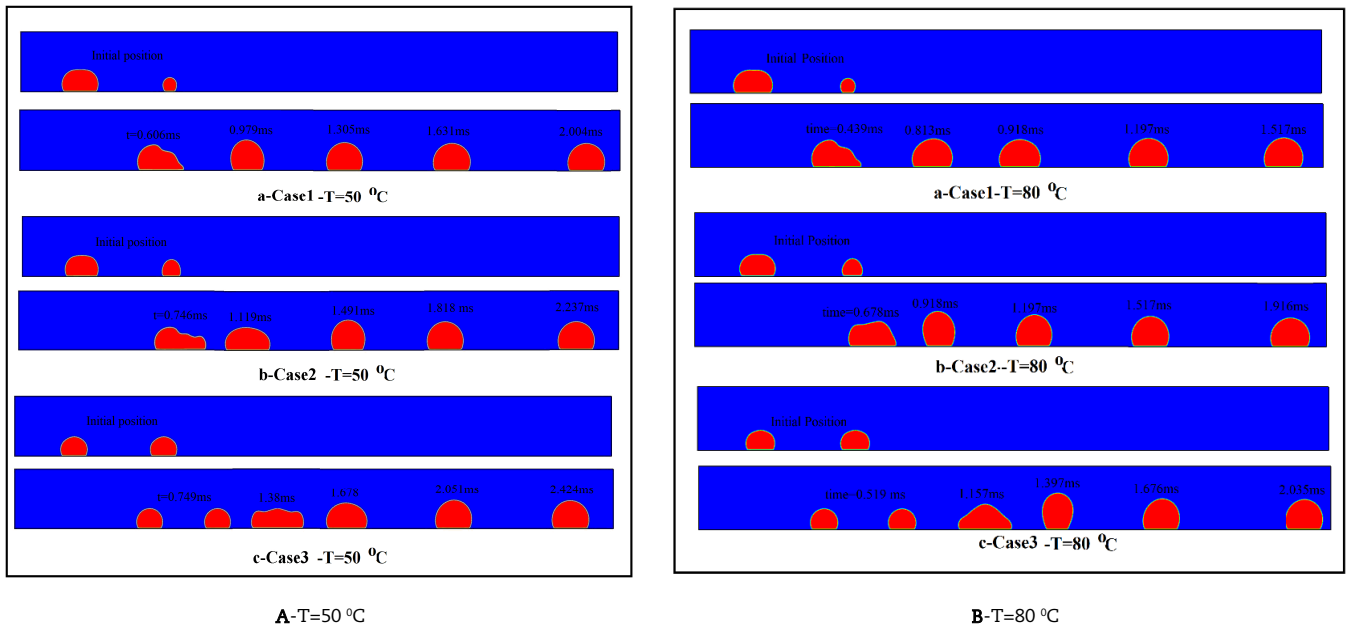 Initial position
t=0.606ms 0.979ms 1.305ms 1.631ms 2.004ms
a-Case1 -T=50 ⁰C
Initial position
t=0.746ms 1.119ms 1.491ms 1.818 ms 2.237ms
b-Case2 -T=50 ⁰C
Initial position
t=0.749ms 1.38ms 1.678 2.051ms 2.424ms
c-Case3 -T=50 ⁰C
A-T=50 ⁰C
Initial Position
time=0.439ms 0.813ms 0.918ms 1.197ms 1.517ms
a-Case1-T=80 ⁰C
Initial Position
time=0.678ms 0.918ms 1.197ms 1.517ms 1.916ms
b-Case2--T=80 ⁰C
Initial Position
time=0.519 ms 1.157ms 1.397ms 1.676ms 2.035ms
c-Case3 -T=80 ⁰C
B-T=80 ⁰C